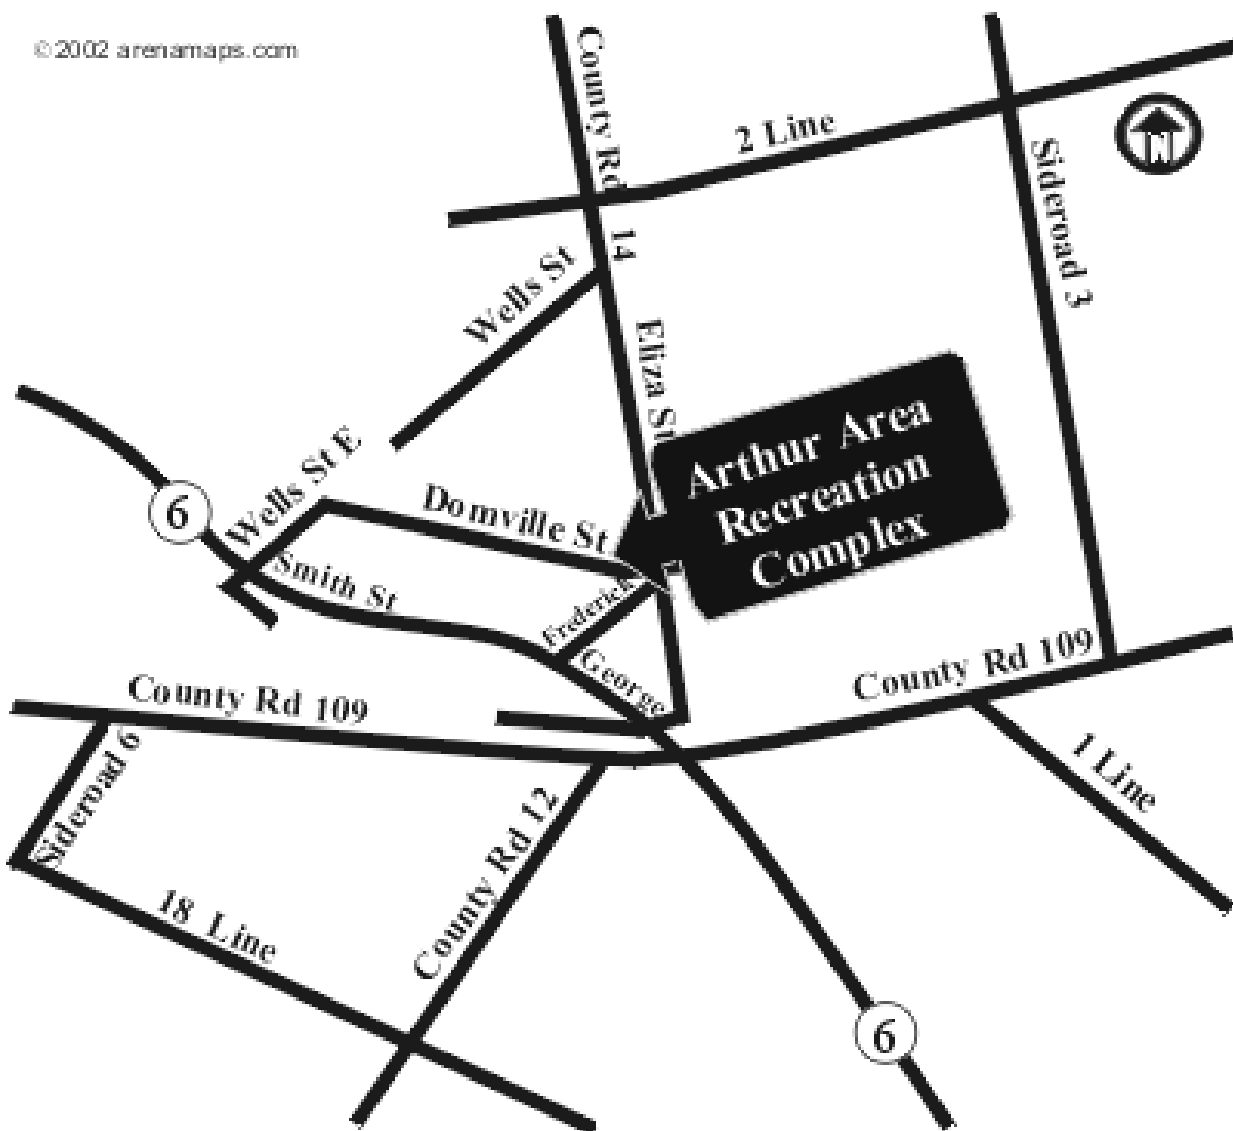 ©2002 arenamaps.com
County Rd 14
2 Line
N
Sideroad 3
Wells St
Eliza St
Arthur Area
Recreation
Complex
Wells St E
6
Domville St
Smith St
Frederick
George
County Rd 109
County Rd 109
Sideroad 6
1 Line
County Rd 12
18 Line
6